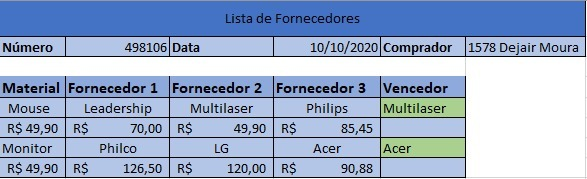 Lista de Fornecedores
Número 498106 Data 10/10/2020 Comprador 1578 Dejair Moura
Material Fornecedor 1 Fornecedor 2 Fornecedor 3 Vencedor
Mouse Leadership Multilaser Philips Multilaser
R$ 49,90 R$ 70,00 R$ 49,90 R$ 85,45
Monitor Philco LG Acer Acer
R$ 49,90 R$ 126,50 R$ 120,00 R$ 90,88